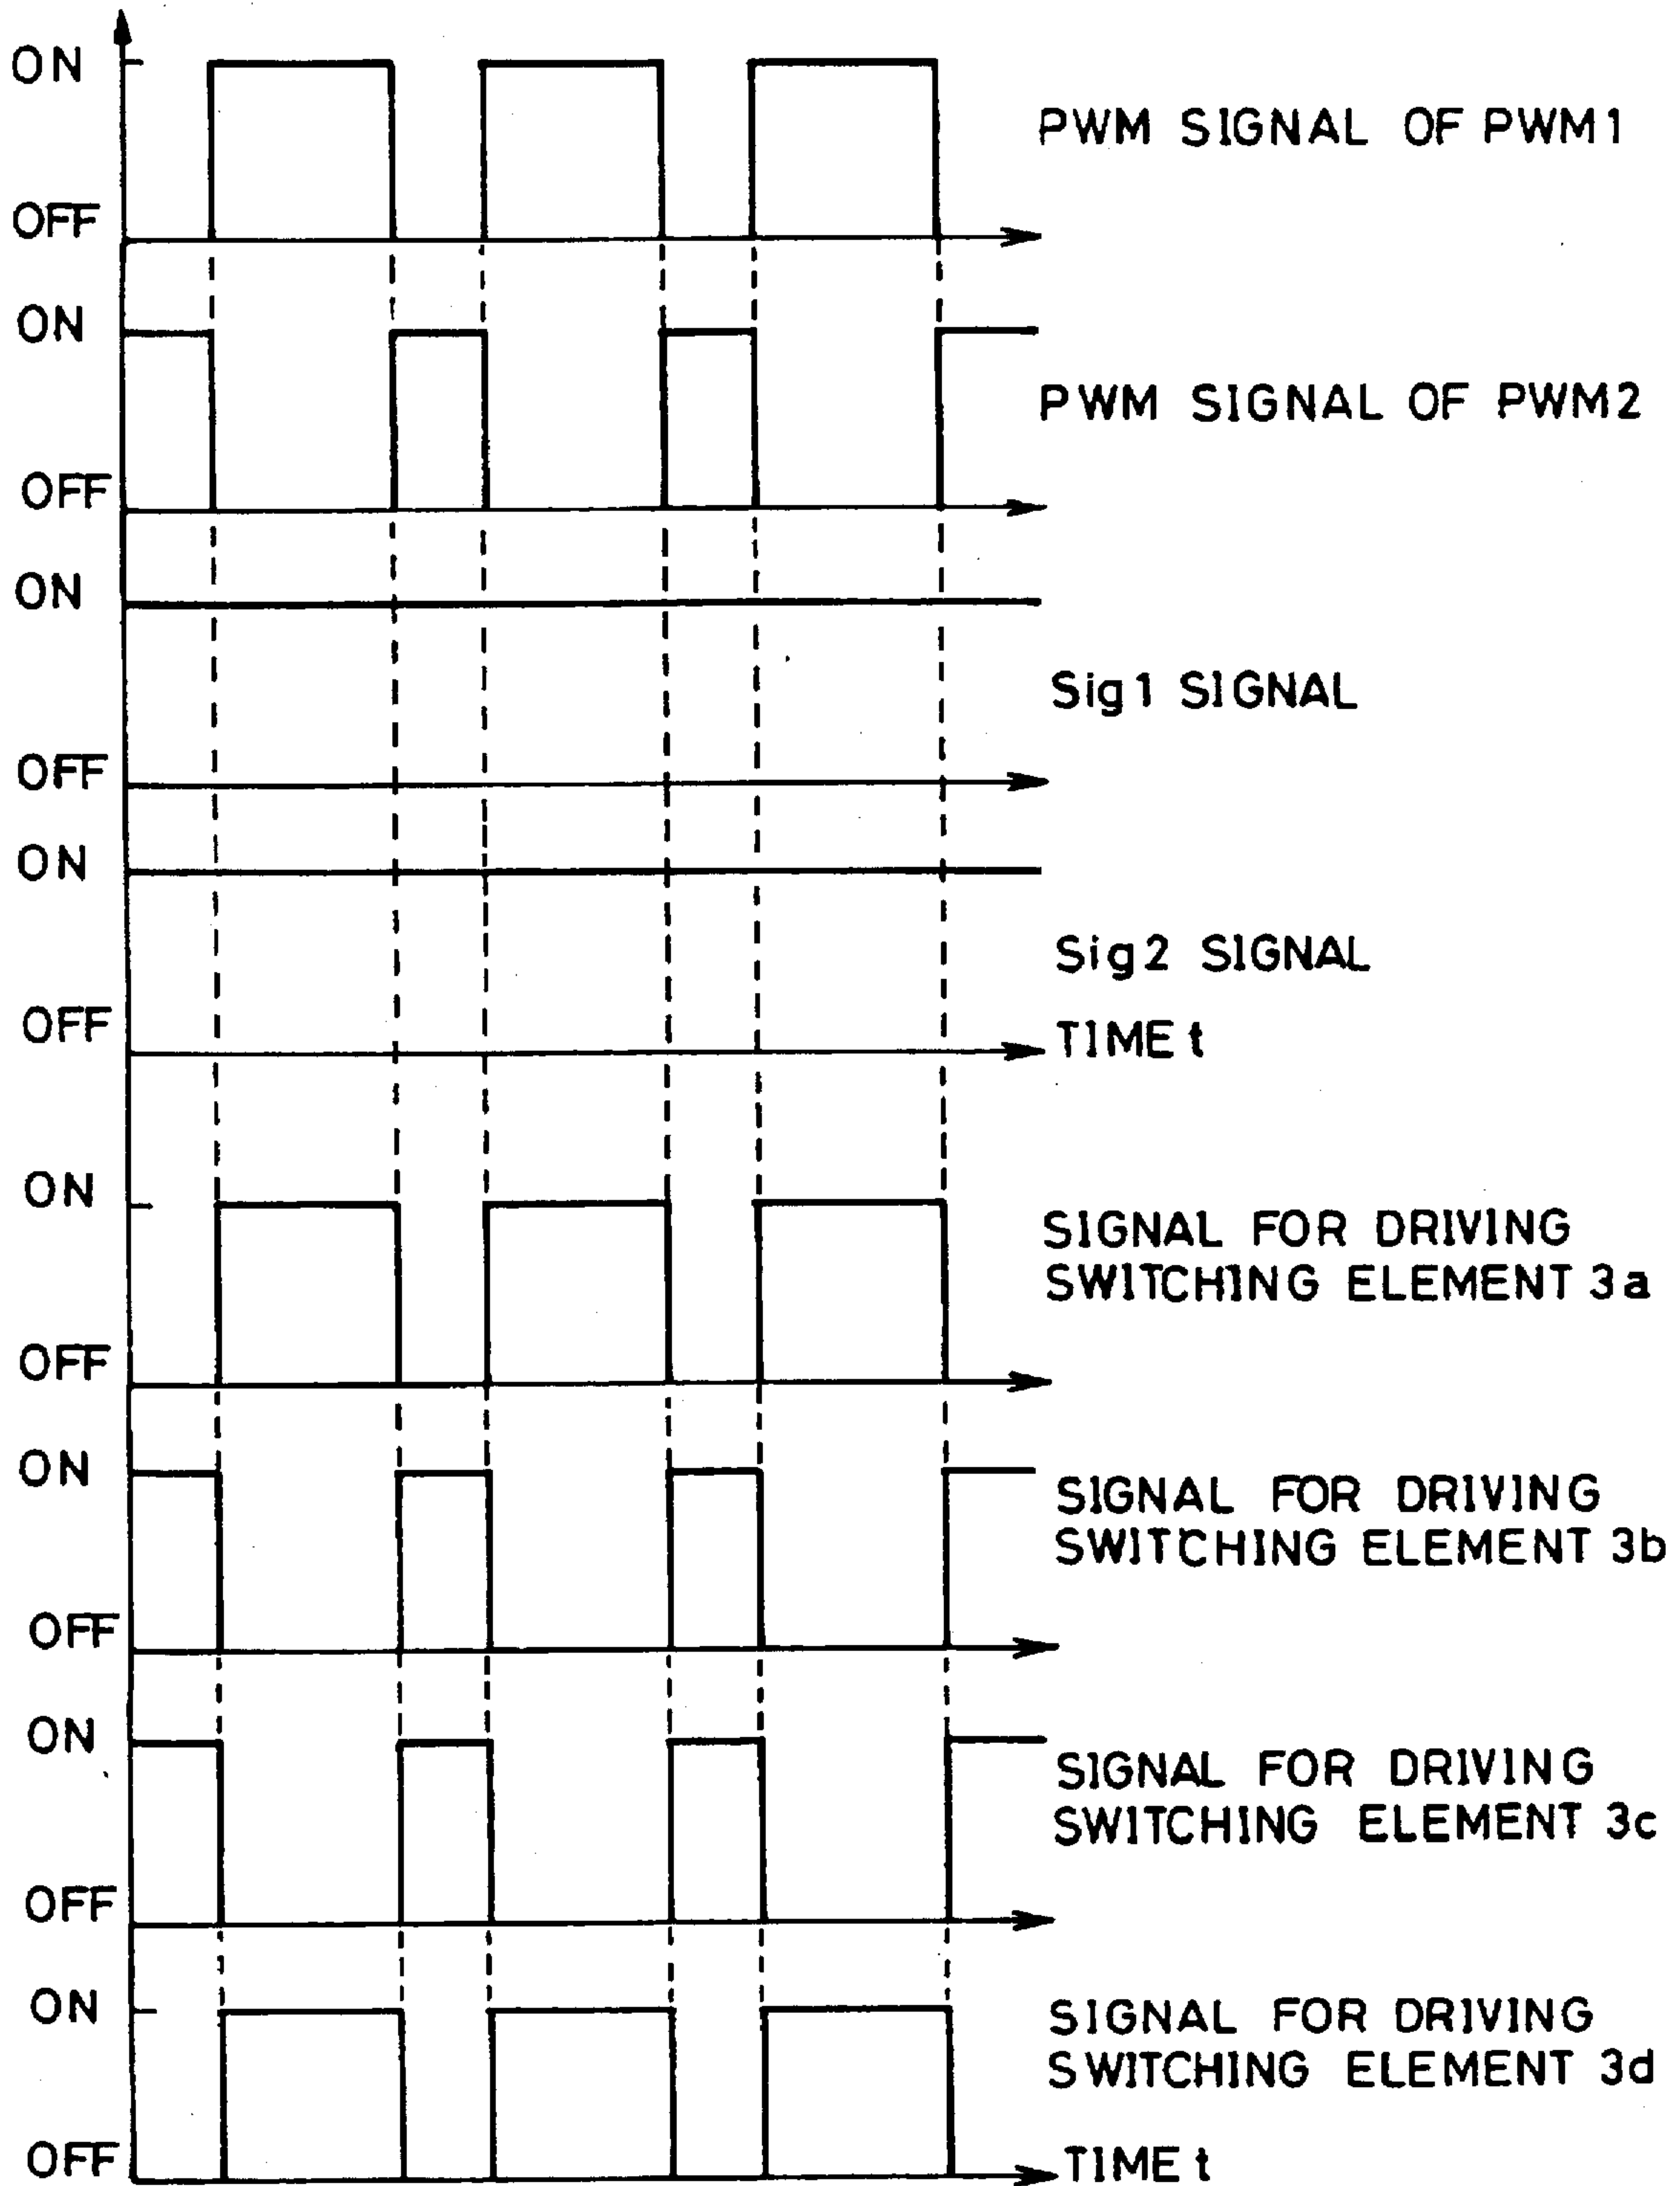 ON
PWM SIGNAL OF PWM1
OFF
ON
PWM SIGNAL OF PWM2
OFF
ON
Sig1 SIGNAL
OFF
ON
Sig2 SIGNAL
OFF
TIME t
ON
SIGNAL FOR DRIVING
SWITCHING ELEMENT 3a
OFF
ON
SIGNAL FOR DRIVING
SWITCHING ELEMENT 3b
OFF
ON
SIGNAL FOR DRIVING
SWITCHING ELEMENT 3c
OFF
ON
SIGNAL FOR DRIVING
SWITCHING ELEMENT 3d
OFF
TIME t